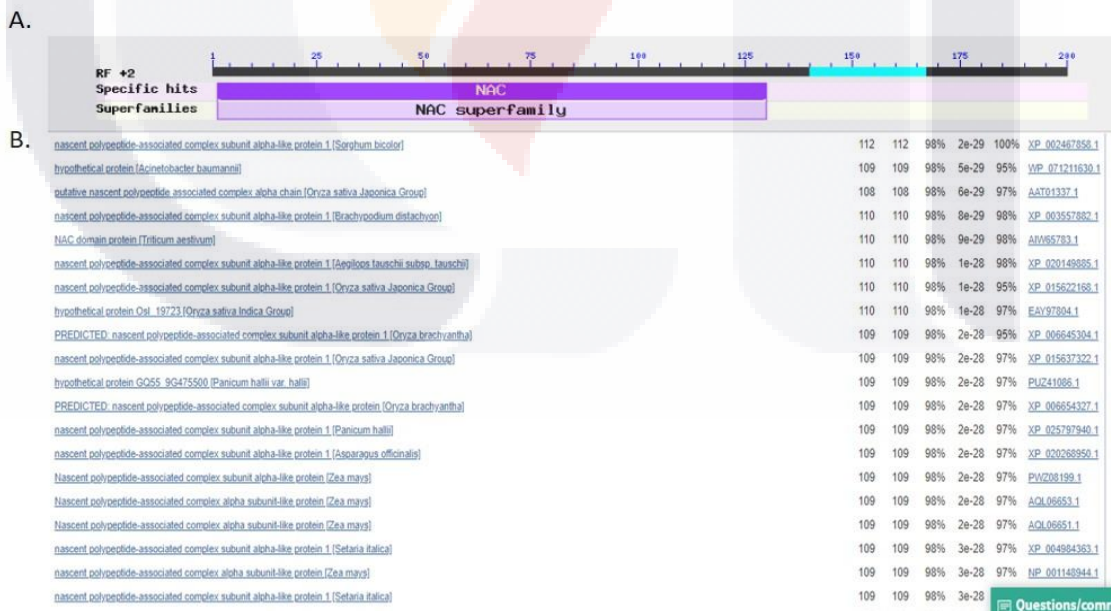 A.
1 25 50 75 100 125 150 175 200
RF +2
Specific hits NAC
Superfamilies NAC superfamily
B.
nascent polypeptide-associated complex subunit alpha-like protein 1 [Sorghum bicolor] 112 112 98% 2e-29 100% XP_002467858.1
hypothetical protein [Acinetobacter baumannii] 109 109 98% 5e-29 95% WP_071211630.1
putative nascent polypeptide associated complex alpha chain [Oryza sativa Japonica Group] 108 108 98% 6e-29 97% AAT01337.1
nascent polypeptide-associated complex subunit alpha-like protein 1 [Brachypodium distachyon] 110 110 98% 8e-29 98% XP_003557882.1
NAC domain protein [Triticum aestivum] 110 110 98% 9e-29 98% AIW65783.1
nascent polypeptide-associated complex subunit alpha-like protein 1 [Aegilops tauschii subsp. tauschii] 110 110 98% 1e-28 98% XP_020149885.1
nascent polypeptide-associated complex subunit alpha-like protein 1 [Oryza sativa Japonica Group] 110 110 98% 1e-28 95% XP_015622168.1
hypothetical protein OsI_19723 [Oryza sativa Indica Group] 110 110 98% 1e-28 97% EAY97804.1
PREDICTED: nascent polypeptide-associated complex subunit alpha-like protein 1 [Oryza brachyantha] 109 109 98% 2e-28 95% XP_006645304.1
nascent polypeptide-associated complex subunit alpha-like protein 1 [Oryza sativa Japonica Group] 109 109 98% 2e-28 97% XP_015637322.1
hypothetical protein GQ55_9G475500 [Panicum hallii var. hallii] 109 109 98% 2e-28 97% PUZ41086.1
PREDICTED: nascent polypeptide-associated complex subunit alpha-like protein [Oryza brachyantha] 109 109 98% 2e-28 97% XP_006654327.1
nascent polypeptide-associated complex subunit alpha-like protein 1 [Panicum hallii] 109 109 98% 2e-28 97% XP_025797940.1
nascent polypeptide-associated complex subunit alpha-like protein 1 [Asparagus officinalis] 109 109 98% 2e-28 97% XP_020268950.1
Nascent polypeptide-associated complex subunit alpha-like protein [Zea mays] 109 109 98% 2e-28 97% PWZ08199.1
Nascent polypeptide-associated complex alpha subunit-like protein [Zea mays] 109 109 98% 2e-28 97% AQL06653.1
Nascent polypeptide-associated complex alpha subunit-like protein [Zea mays] 109 109 98% 2e-28 97% AQL06651.1
nascent polypeptide-associated complex subunit alpha-like protein 1 [Setaria italica] 109 109 98% 3e-28 97% XP_004984363.1
nascent polypeptide-associated complex alpha subunit-like protein [Zea mays] 109 109 98% 3e-28 97% NP_001148944.1
nascent polypeptide-associated complex subunit alpha-like protein 1 [Setaria italica] 109 109 98% 3e-28
Questions/comm